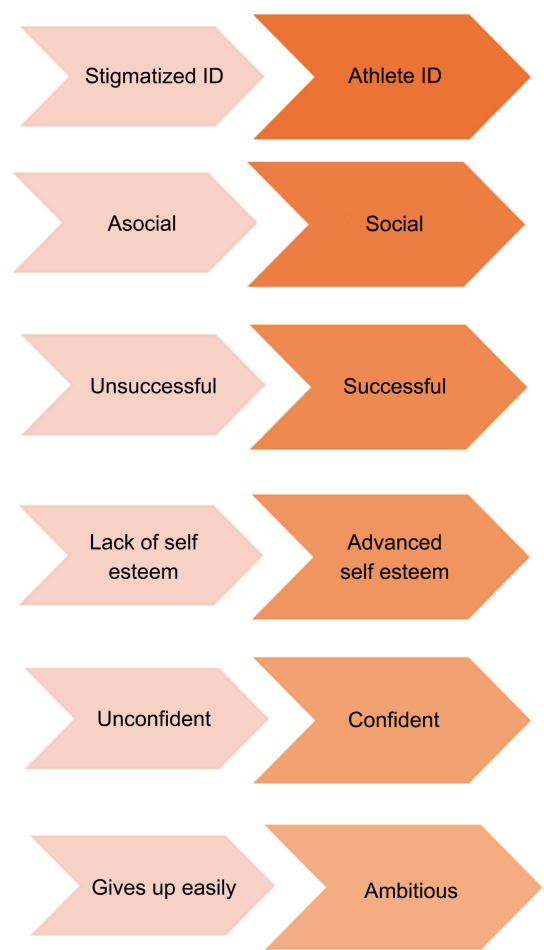 Stigmatized ID
Athlete ID
Asocial
Social
Unsuccessful
Successful
Lack of self
esteem
Advanced
self esteem
Unconfident
Confident
Gives up easily
Ambitious